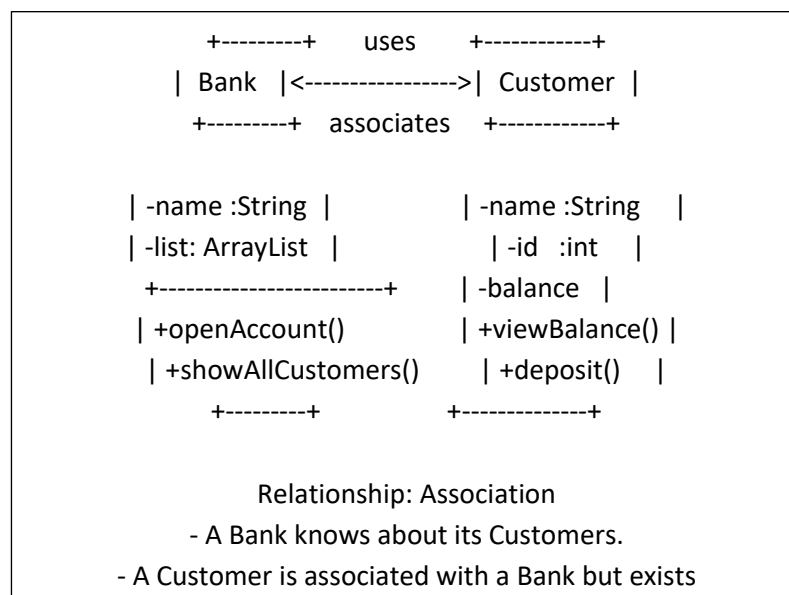 +---------+ uses +------------+
| Bank |<----------------->| Customer |
+---------+ associates +------------+
| -name :String | | -name :String |
| -list: ArrayList | | -id :int |
+------------------------+ | -balance |
| +openAccount() | +viewBalance() |
| +showAllCustomers() | +deposit() |
+---------+ +--------------+
Relationship: Association
- A Bank knows about its Customers.
- A Customer is associated with a Bank but exists